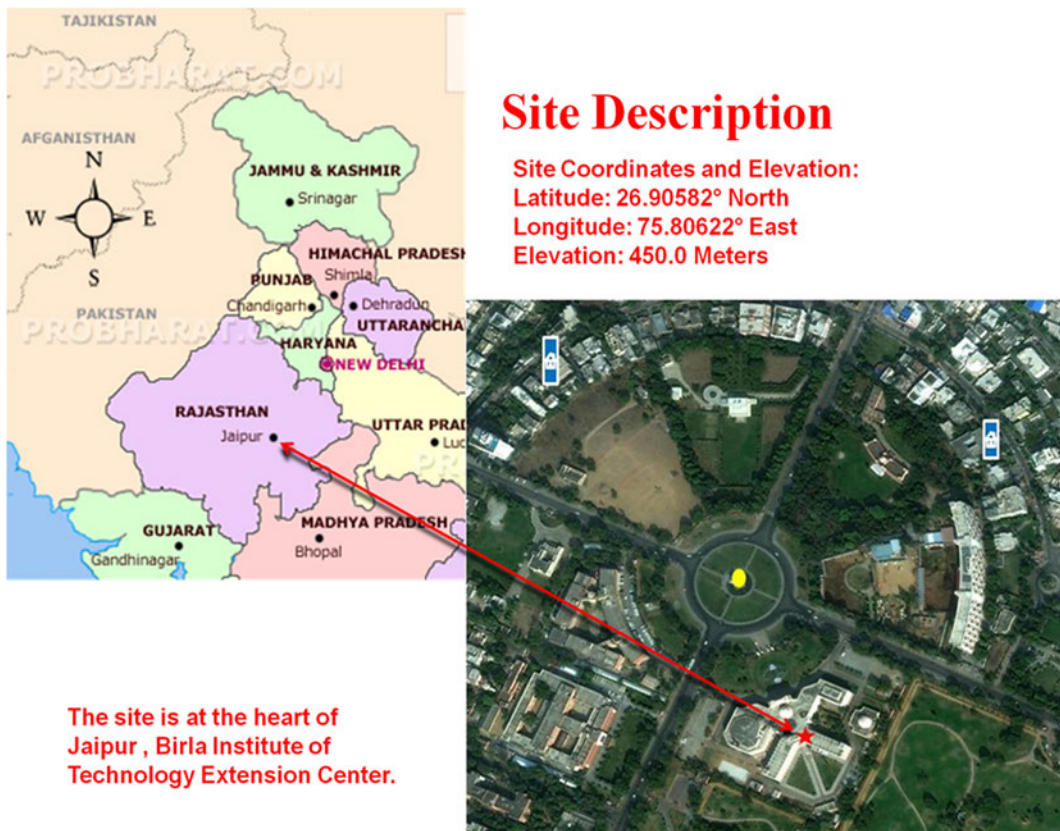 TAJIKISTAN
PROBHARAT.COM
AFGANISTHAN
N
W E
S
PAKISTAN
PROBHARAT.COM
JAMMU & KASHMIR
Srinagar
HIMACHAL PRADESH
Shimla
PUNJAB
Chandigarh
Dehradun
UTTARANCHA
HARYANA
NEW DELHI
RAJASTHAN
Jaipur
UTTAR PRAD
Luc
PR
GUJARAT
Gandhinagar
MADHYA PRADESH
Bhopal
Site Description
Site Coordinates and Elevation:
Latitude: 26.90582° North
Longitude: 75.80622° East
Elevation: 450.0 Meters
The site is at the heart of
Jaipur , Birla Institute of
Technology Extension Center.